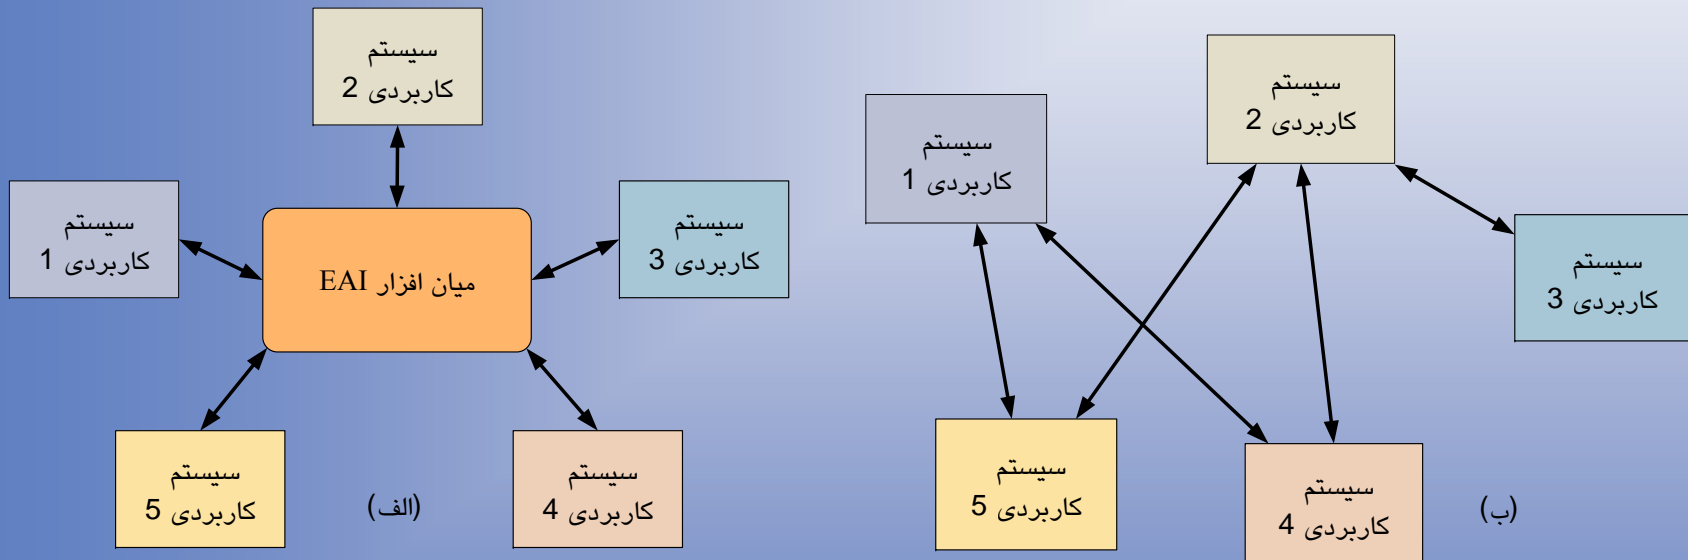 سیستم
کاربردی 2
سیستم
کاربردی 1
میان افزار EAI
سیستم
کاربردی 3
سیستم
کاربردی 5
(الف)
سیستم
کاربردی 4
سیستم
کاربردی 2
سیستم
کاربردی 1
سیستم
کاربردی 3
سیستم
کاربردی 5
سیستم
کاربردی 4
(ب)